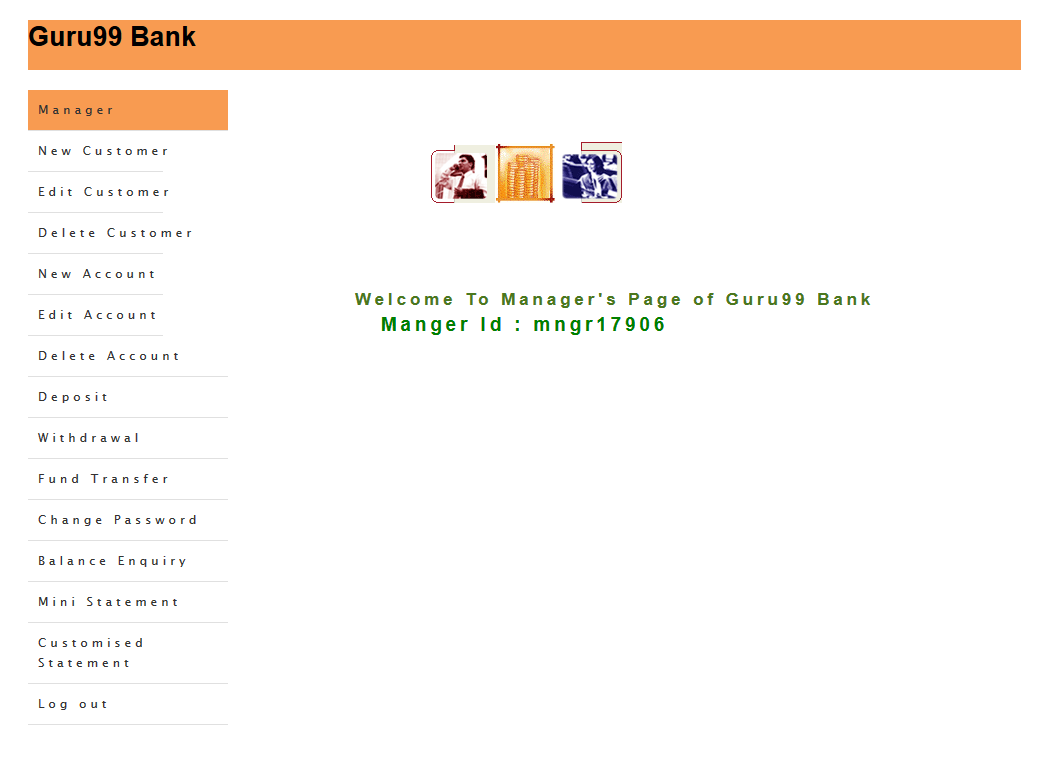 Guru99 Bank
Manager
New Customer
Edit Customer
Delete Customer
New Account
Edit Account
Delete Account
Deposit
Withdrawal
Fund Transfer
Change Password
Balance Enquiry
Mini Statement
Customised
Statement
Log out
Welcome To Manager's Page of Guru99 Bank
Manger Id : mngr17906